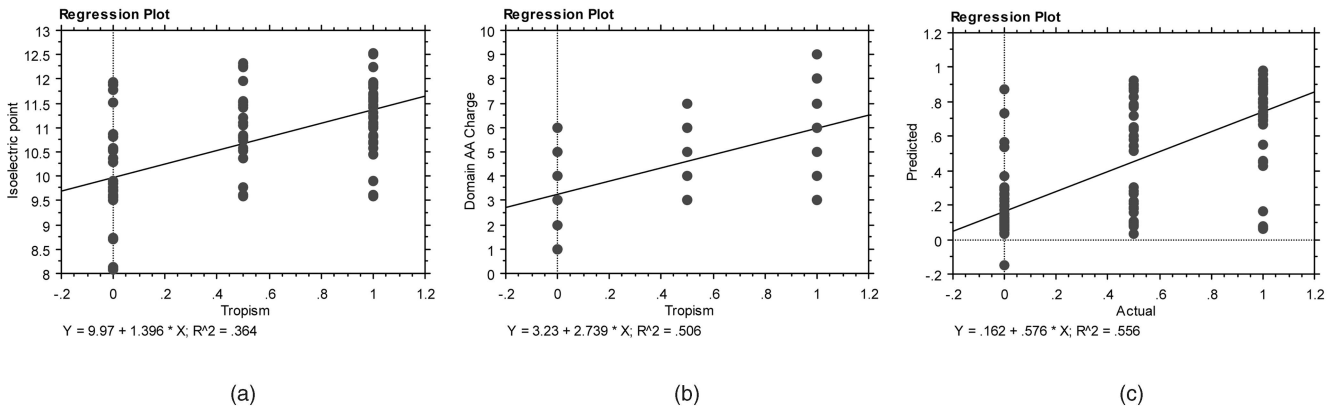 Regression Plot
13
12.5
12
11.5
11
10.5
10
9.5
9
8.5
8
Isoelectric point
-.2 0 .2 .4 .6 .8 1 1.2
Tropism
Y = 9.97 + 1.396 * X; R^2 = .364
(a)
Regression Plot
10
9
8
7
6
5
4
3
2
1
0
Domain AA Charge
-.2 0 .2 .4 .6 .8 1 1.2
Tropism
Y = 3.23 + 2.739 * X; R^2 = .506
(b)
Regression Plot
1.2
1
.8
.6
.4
.2
0
-.2
Predicted
-.2 0 .2 .4 .6 .8 1 1.2
Actual
Y = .162 + .576 * X; R^2 = .556
(c)